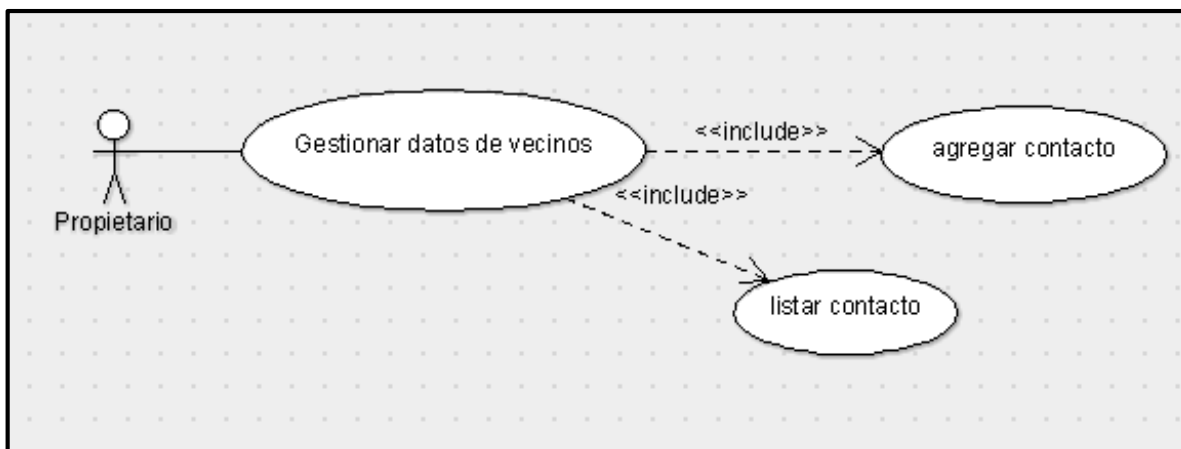 Gestionar datos de vecinos
<<include>>
agregar contacto
<<include>>
Propietario
listar contacto